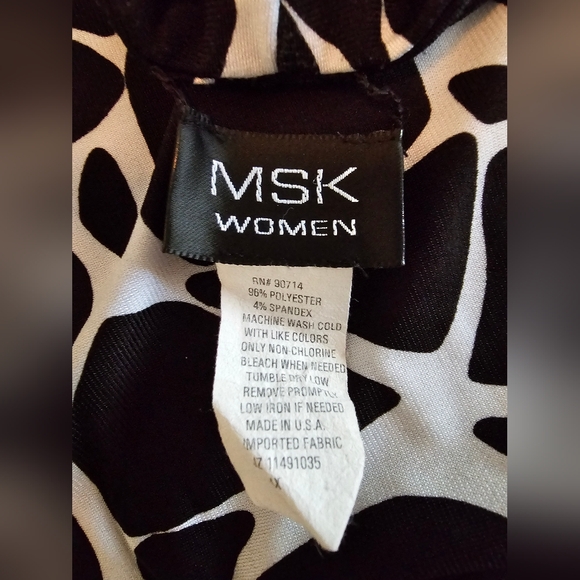 MSK
WOMEN
RN# 90714
96% POLYESTER
4% SPANDEX
MACHINE WASH COLD
WITH LIKE COLORS
ONLY NON-CHLORINE
BLEACH WHEN NEEDED
TUMBLE DRY LOW
REMOVE PROMPTLY
LOW IRON IF NEEDED
MADE IN U.S.A.
IMPORTED FABRIC
11491035